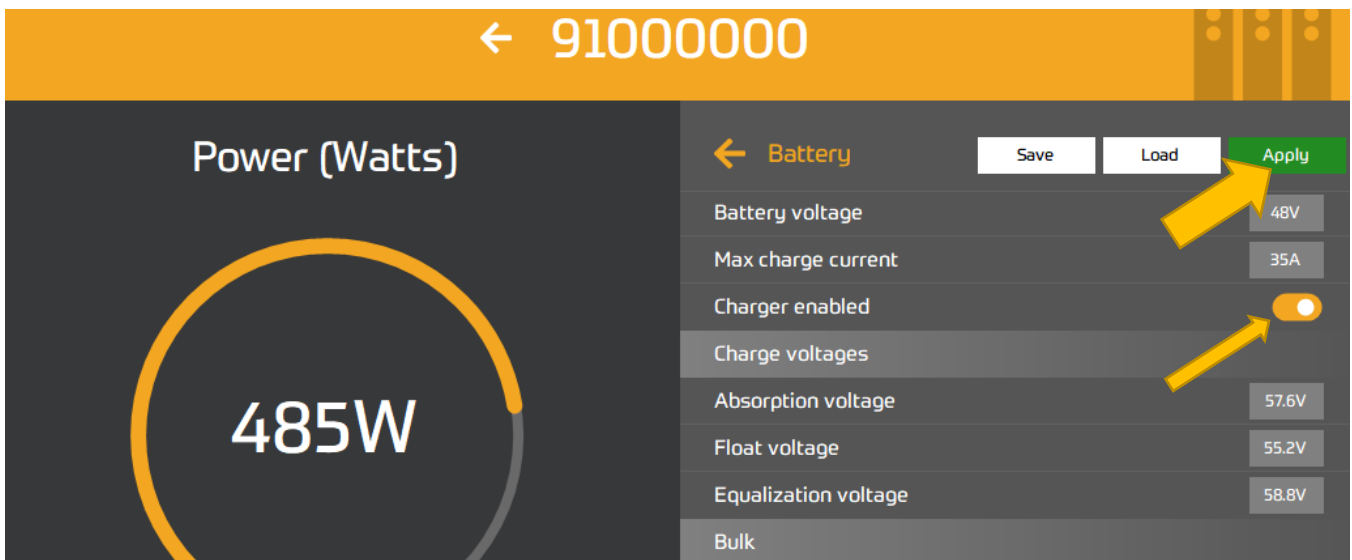 91000000
Power (Watts)
485W
Battery
Save
Load
Apply
Battery voltage 48V
Max charge current 35A
Charger enabled
Charge voltages
Absorption voltage 57.6V
Float voltage 55.2V
Equalization voltage 58.8V
Bulk